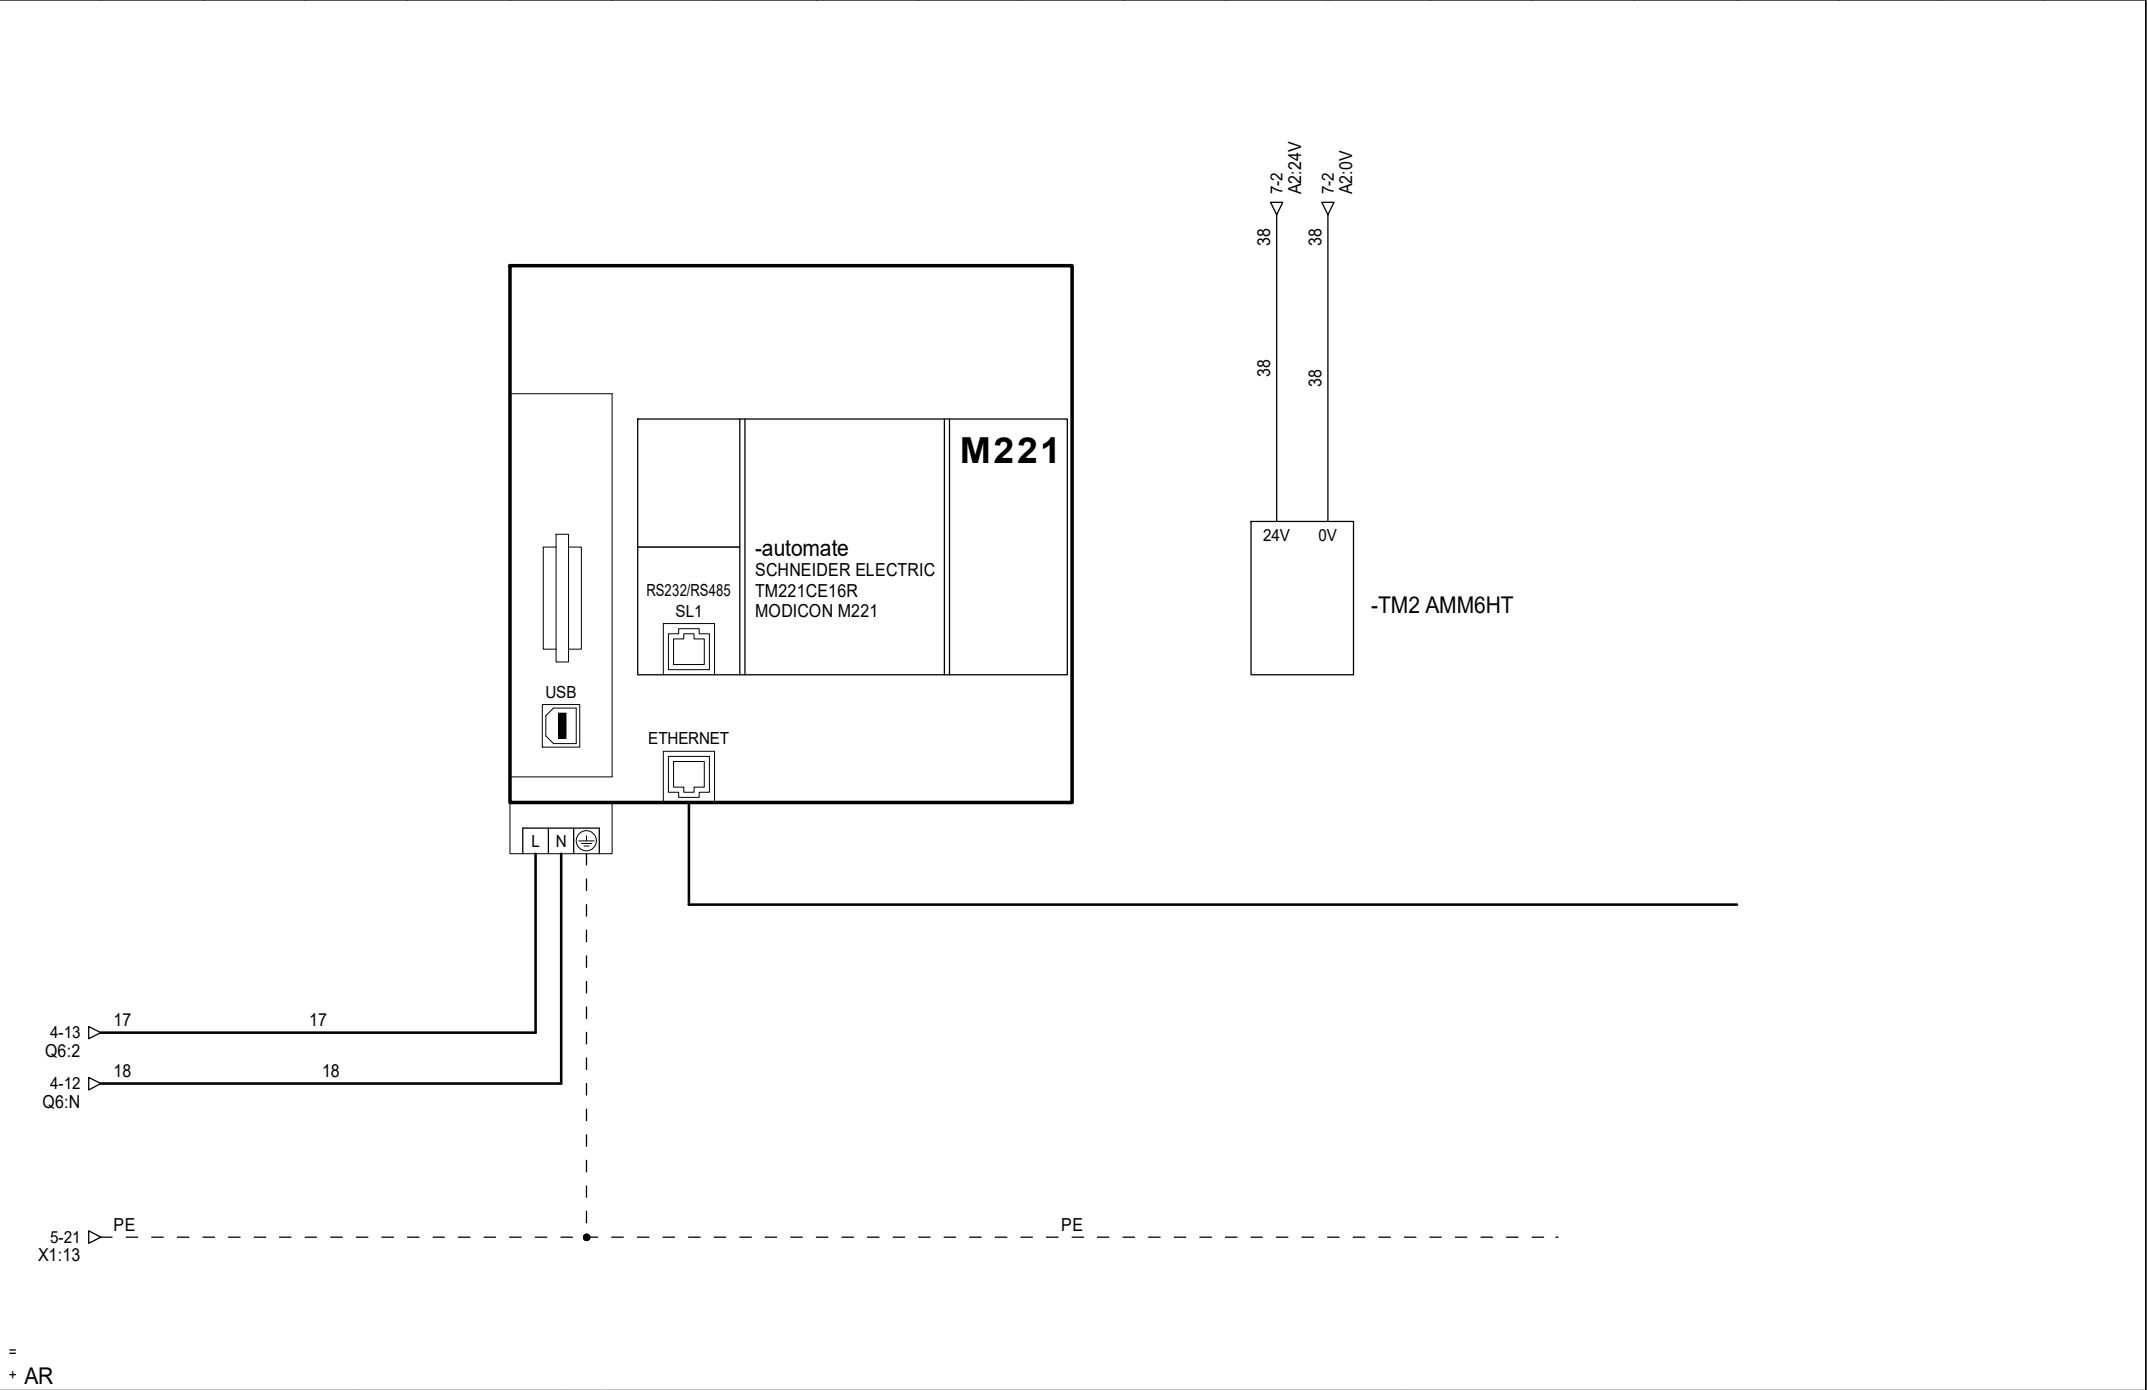 7-2
A2:24V
7-2
A2:0V
38
38
38
38
M221
24V
0V
-automate
SCHNEIDER ELECTRIC
TM221CE16R
MODICON M221
RS232/RS485
SL1
-TM2 AMM6HT
USB
ETHERNET
L
N
4-13
Q6:2
17
17
4-12
Q6:N
18
18
5-21
X1:13
PE
PE
=
+ AR